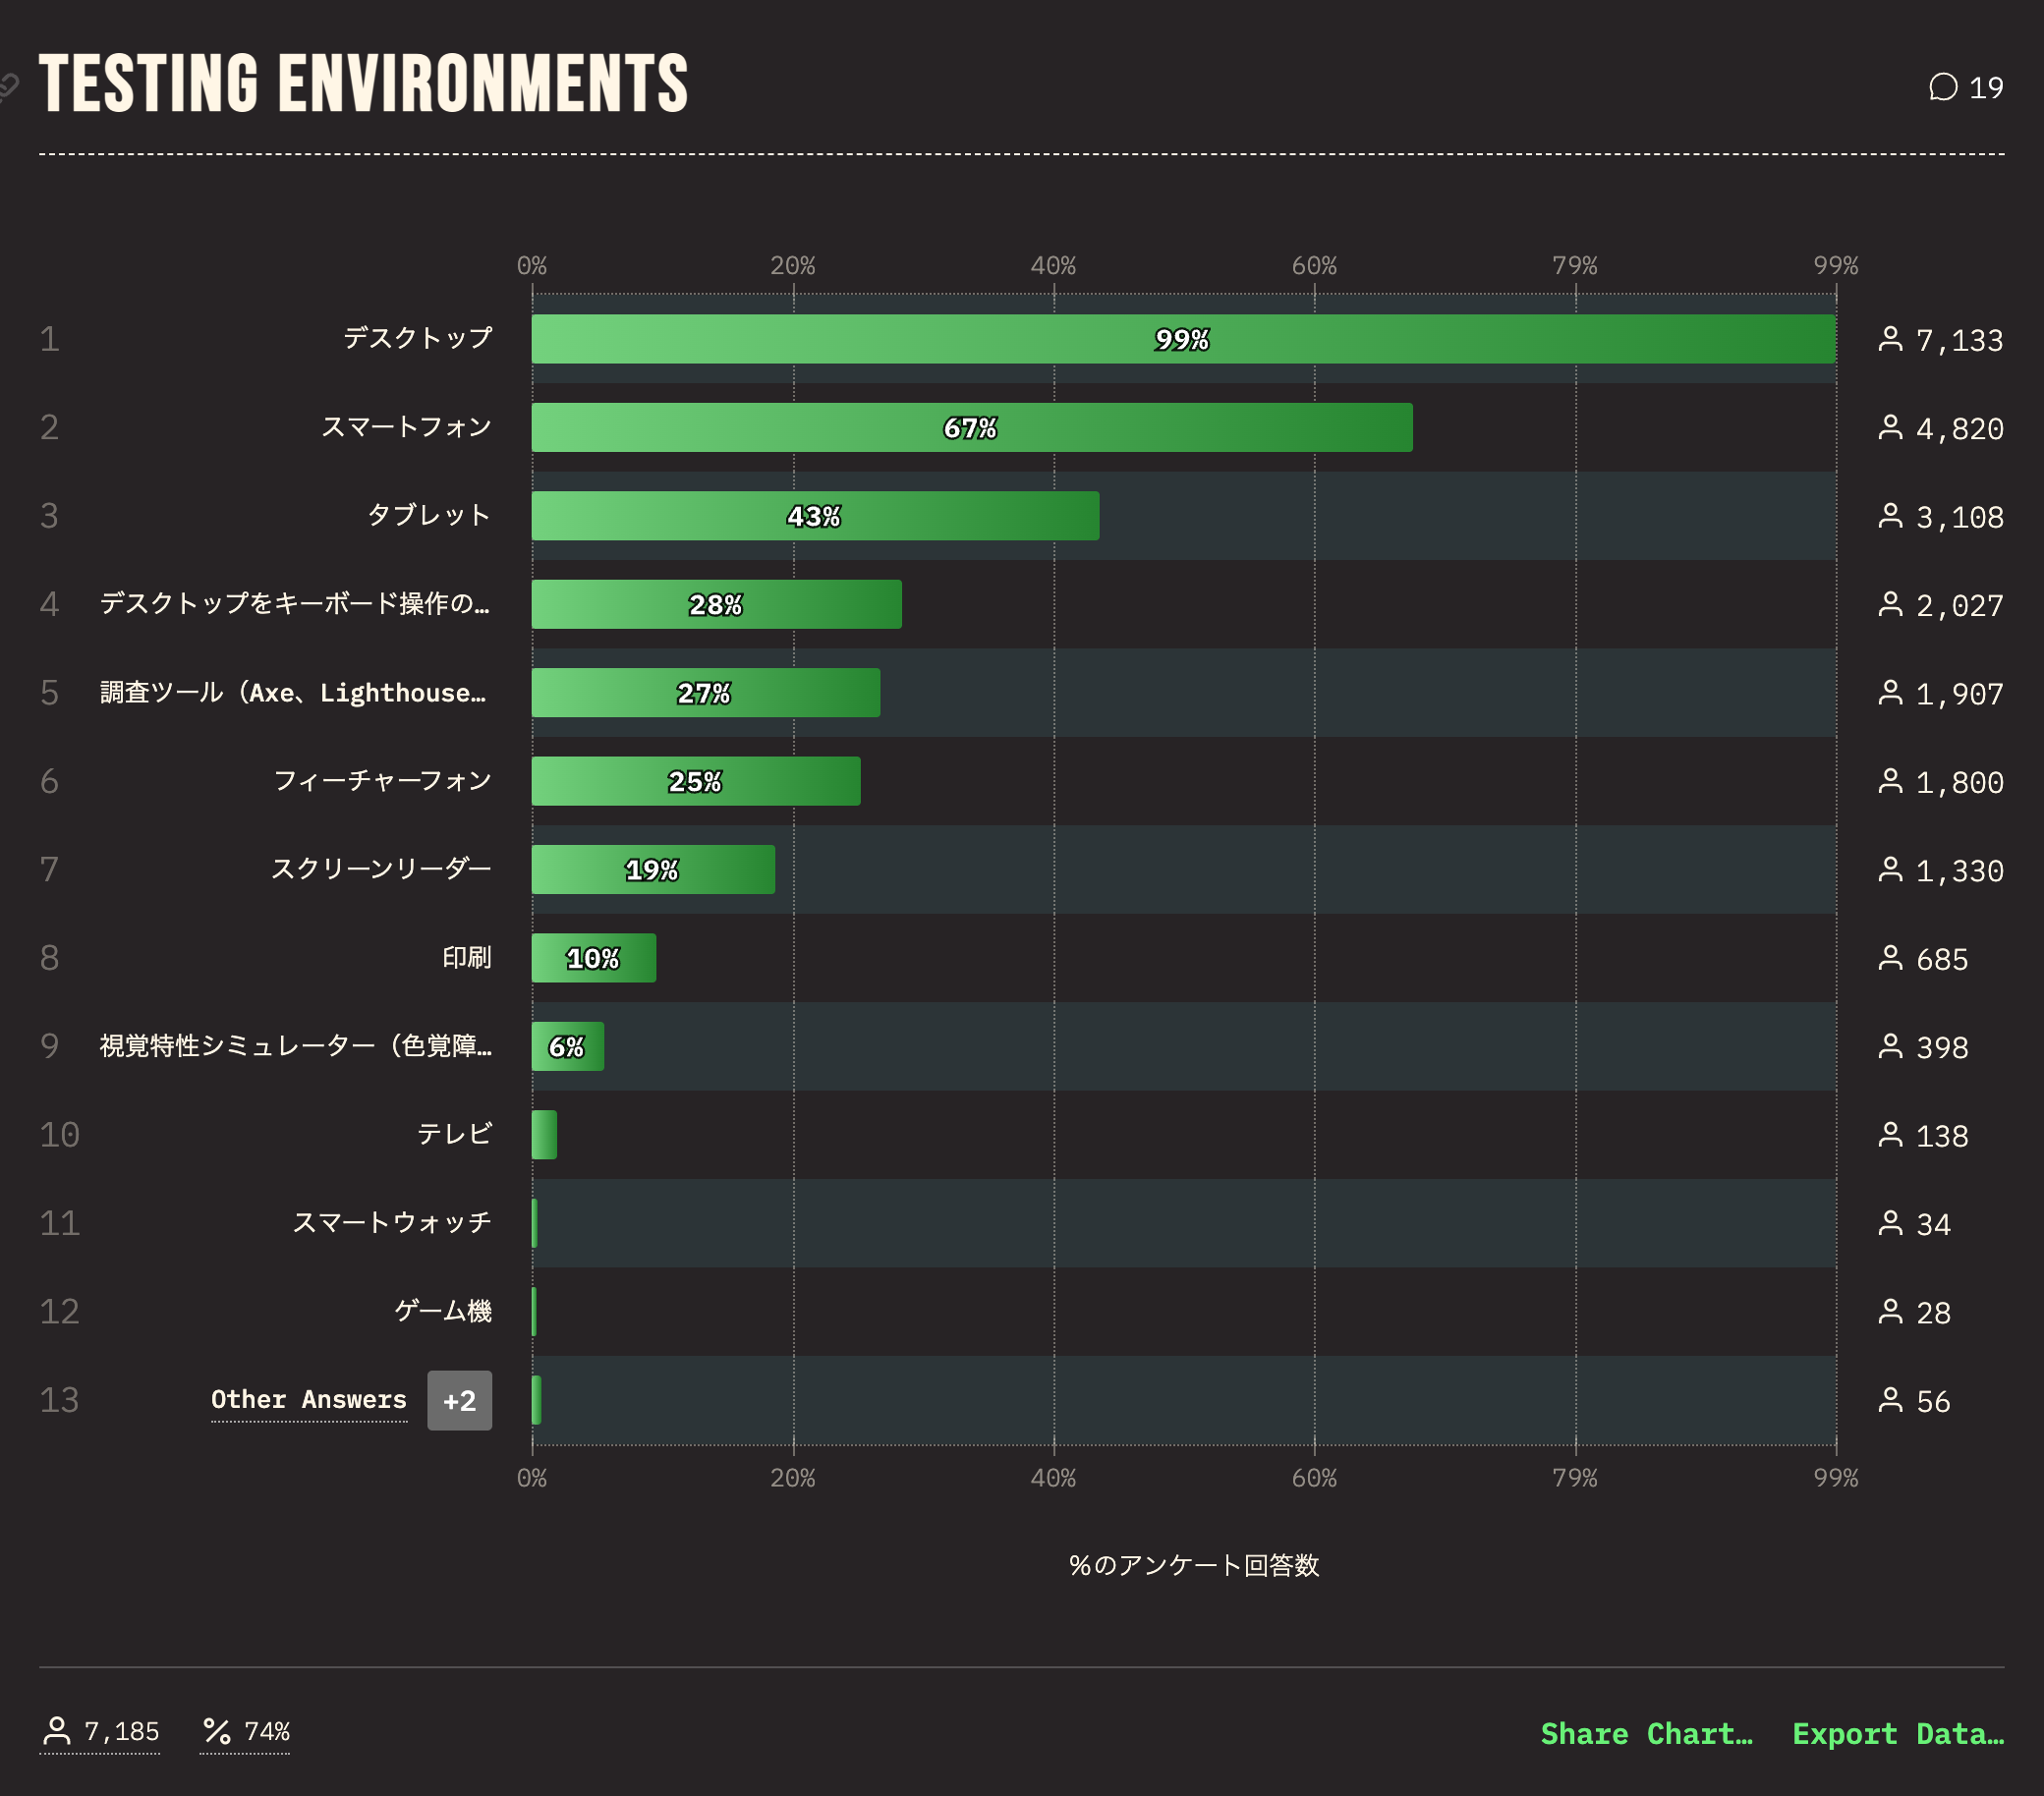 TESTING ENVIRONMENTS
19
0% 20% 40% 60% 79% 99%
1 デスクトップ 99% 7,133
2 スマートフォン 67% 4,820
3 タブレット 43% 3,108
4 デスクトップをキーボード操作の… 28% 2,027
5 調査ツール（Axe、Lighthouse… 27% 1,907
6 フィーチャーフォン 25% 1,800
7 スクリーンリーダー 19% 1,330
8 印刷 10% 685
9 視覚特性シミュレーター（色覚障… 6% 398
10 テレビ 138
11 スマートウォッチ 34
12 ゲーム機 28
13 Other Answers +2 56
0% 20% 40% 60% 79% 99%
%のアンケート回答数
7,185 74% Share Chart… Export Data…